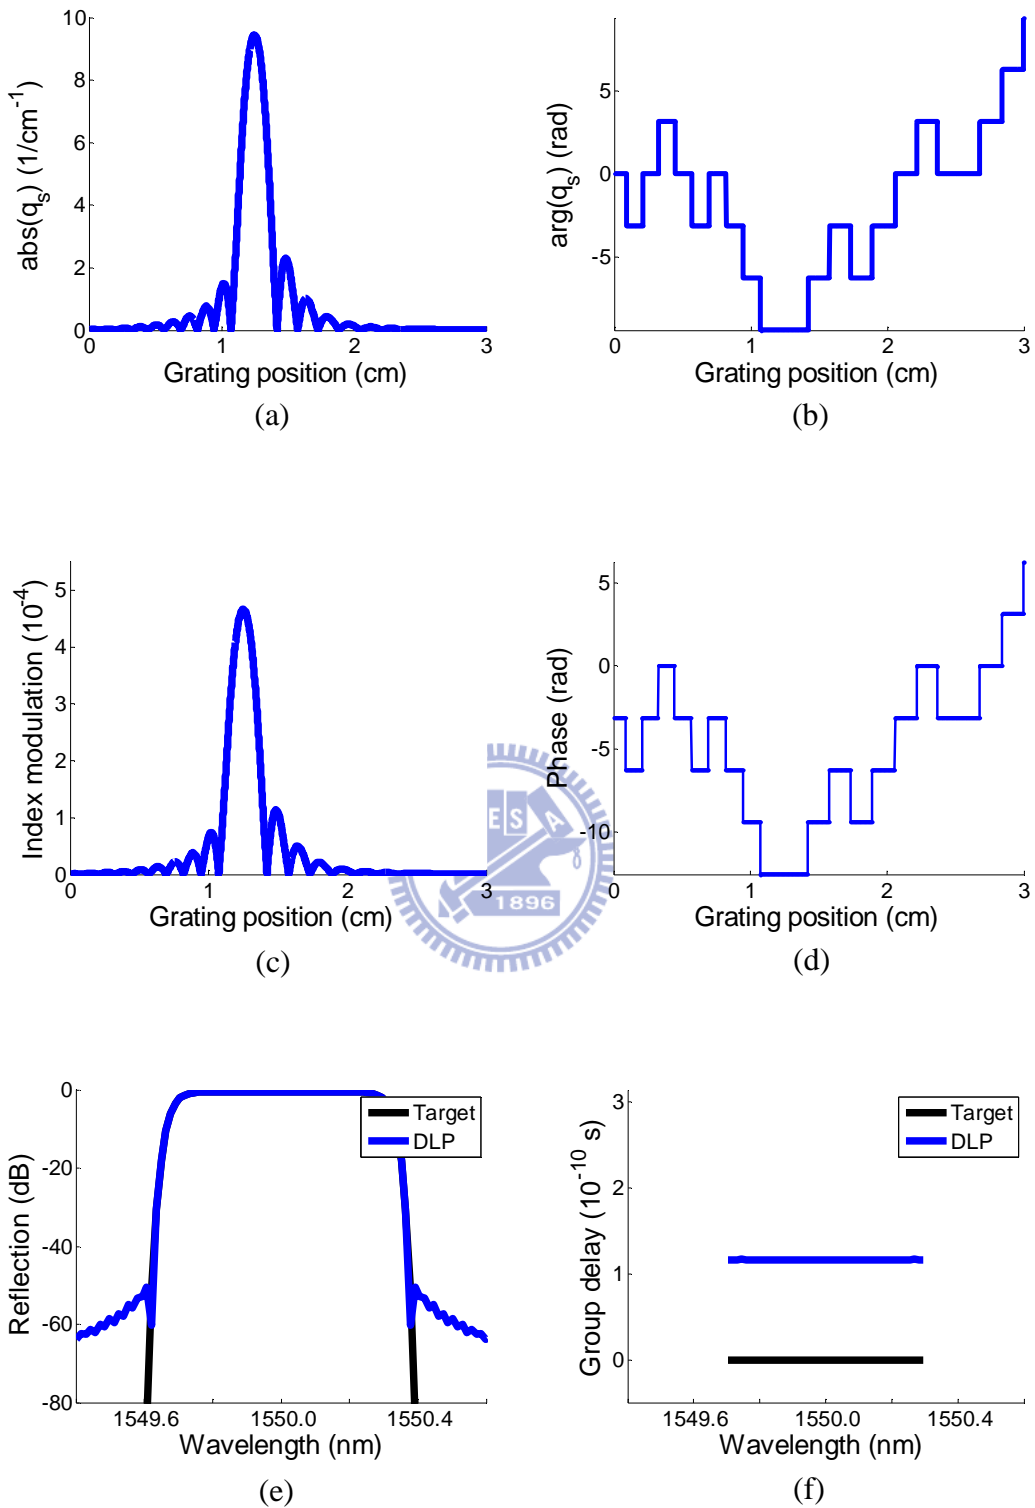 abs(q_s) (1/cm^-1)
10
8
6
4
2
0
0 1 2 3
Grating position (cm)
(a)
arg(q_s) (rad)
5
0
-5
0 1 2 3
Grating position (cm)
(b)
Index modulation (10^-4)
5
4
3
2
1
0
0 1 2 3
Grating position (cm)
(c)
Phase (rad)
5
0
-5
-10
0 1 2 3
Grating position (cm)
(d)
E S A
1896
Reflection (dB)
0
-20
-40
-60
-80
Target
DLP
1549.6 1550.0 1550.4
Wavelength (nm)
(e)
Group delay (10^-10 s)
3
2
1
0
Target
DLP
1549.6 1550.0 1550.4
Wavelength (nm)
(f)